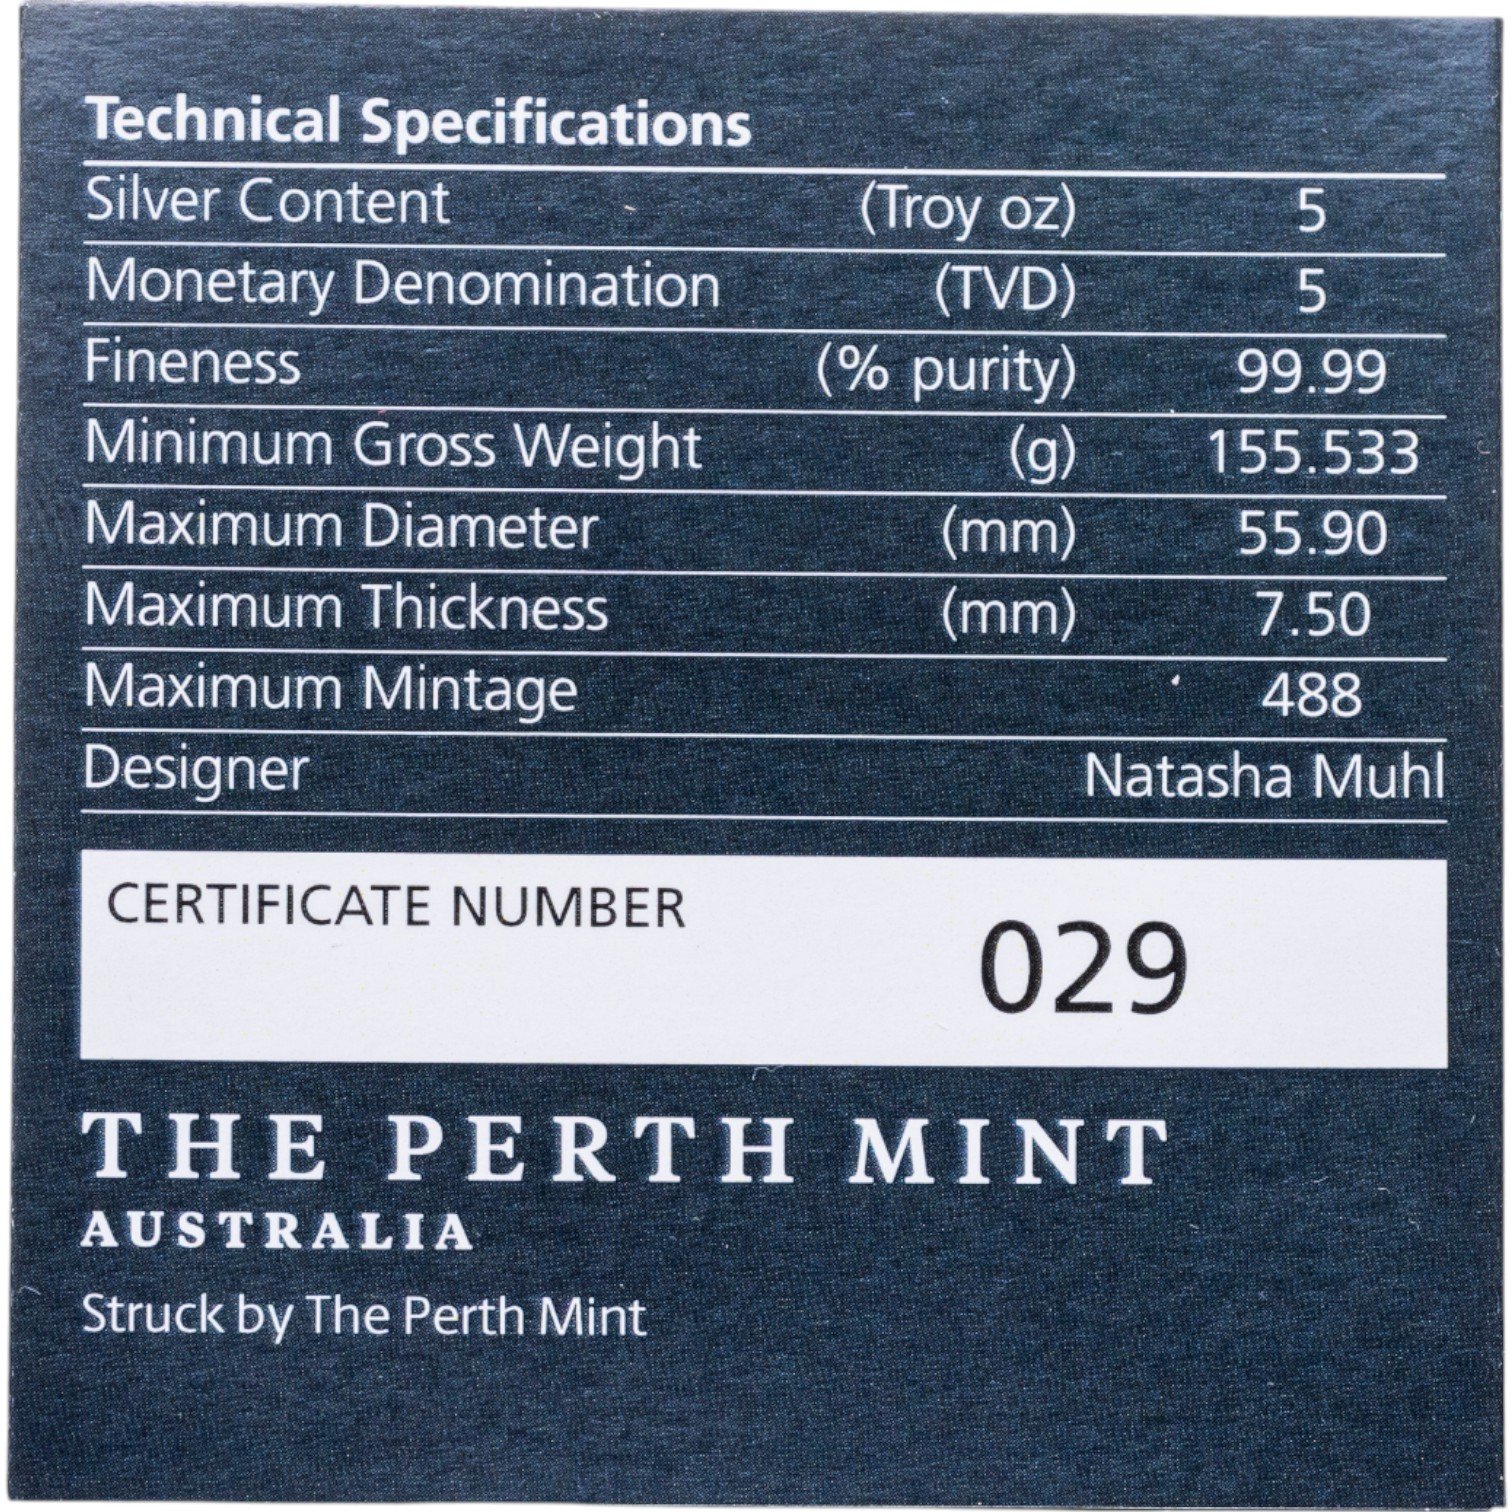 Technical Specifications
Silver Content (Troy oz) 5
Monetary Denomination (TVD) 5
Fineness (% purity) 99.99
Minimum Gross Weight (g) 155.533
Maximum Diameter (mm) 55.90
Maximum Thickness (mm) 7.50
Maximum Mintage 488
Designer Natasha Muhl
CERTIFICATE NUMBER
029
THE PERTH MINT
AUSTRALIA
Struck by The Perth Mint